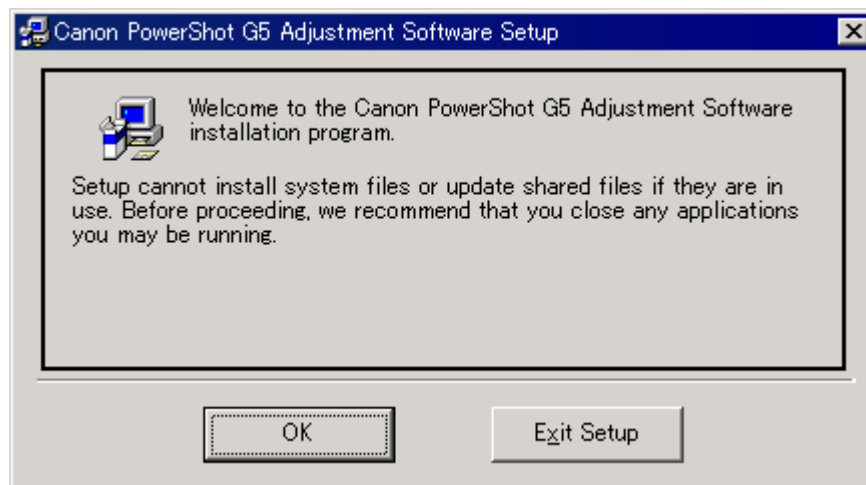 Canon PowerShot G5 Adjustment Software Setup
Welcome to the Canon PowerShot G5 Adjustment Software
installation program.
Setup cannot install system files or update shared files if they are in
use. Before proceeding, we recommend that you close any applications
you may be running.
OK
Exit Setup